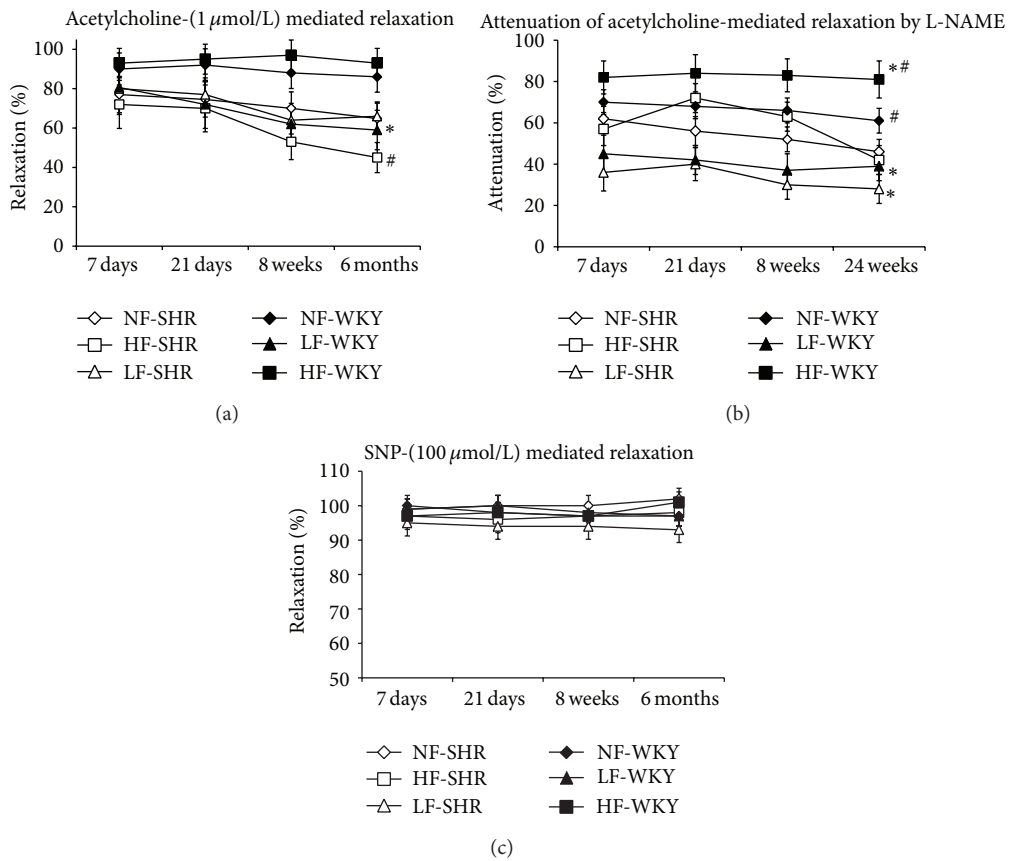 Acetylcholine-(1 μmol/L) mediated relaxation
Relaxation (%)
100
80
60
40
20
0
*
#
7 days 21 days 8 weeks 6 months
NF-SHR NF-WKY
HF-SHR LF-WKY
LF-SHR HF-WKY
(a)
Attenuation of acetylcholine-mediated relaxation by L-NAME
Attenuation (%)
100
80
60
40
20
0
* #
#
*
*
7 days 21 days 8 weeks 24 weeks
NF-SHR NF-WKY
HF-SHR LF-WKY
LF-SHR HF-WKY
(b)
SNP-(100 μmol/L) mediated relaxation
Relaxation (%)
110
100
90
80
70
60
50
7 days 21 days 8 weeks 6 months
NF-SHR NF-WKY
HF-SHR LF-WKY
LF-SHR HF-WKY
(c)